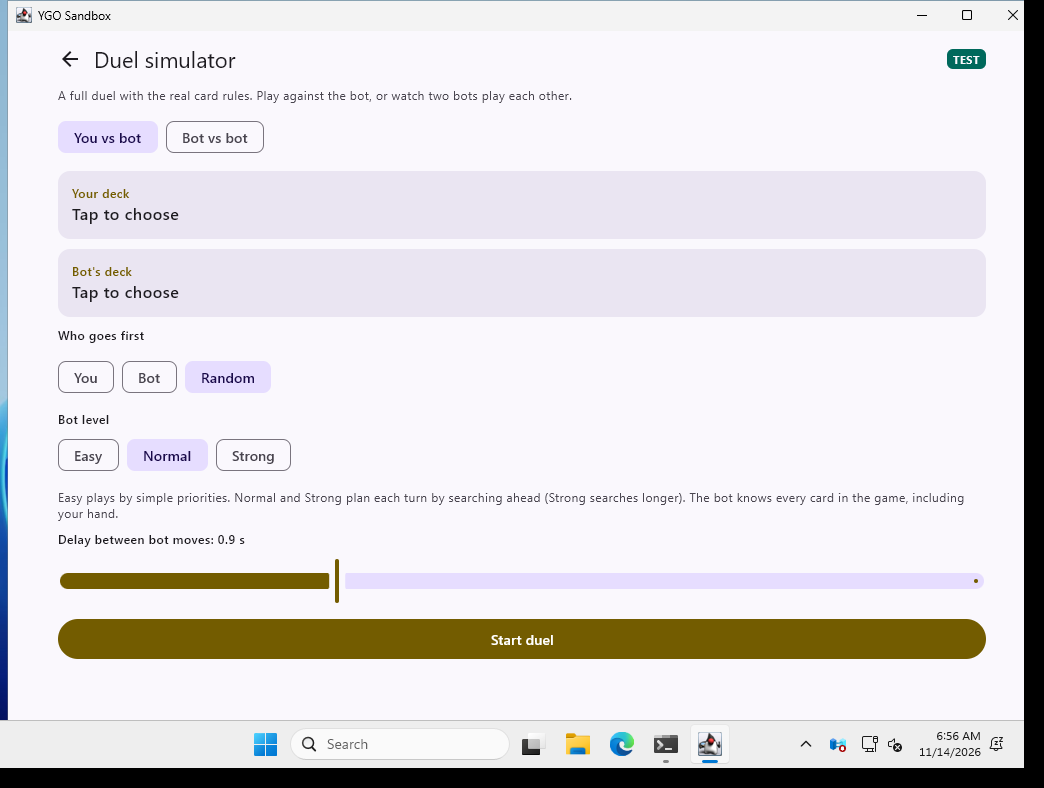 YGO Sandbox
Duel simulator
TEST
A full duel with the real card rules. Play against the bot, or watch two bots play each other.
You vs bot
Bot vs bot
Your deck
Tap to choose
Bot's deck
Tap to choose
Who goes first
You
Bot
Random
Bot level
Easy
Normal
Strong
Easy plays by simple priorities. Normal and Strong plan each turn by searching ahead (Strong searches longer). The bot knows every card in the game, including
your hand.
Delay between bot moves: 0.9 s
Start duel
Search
6:56 AM
11/14/2026